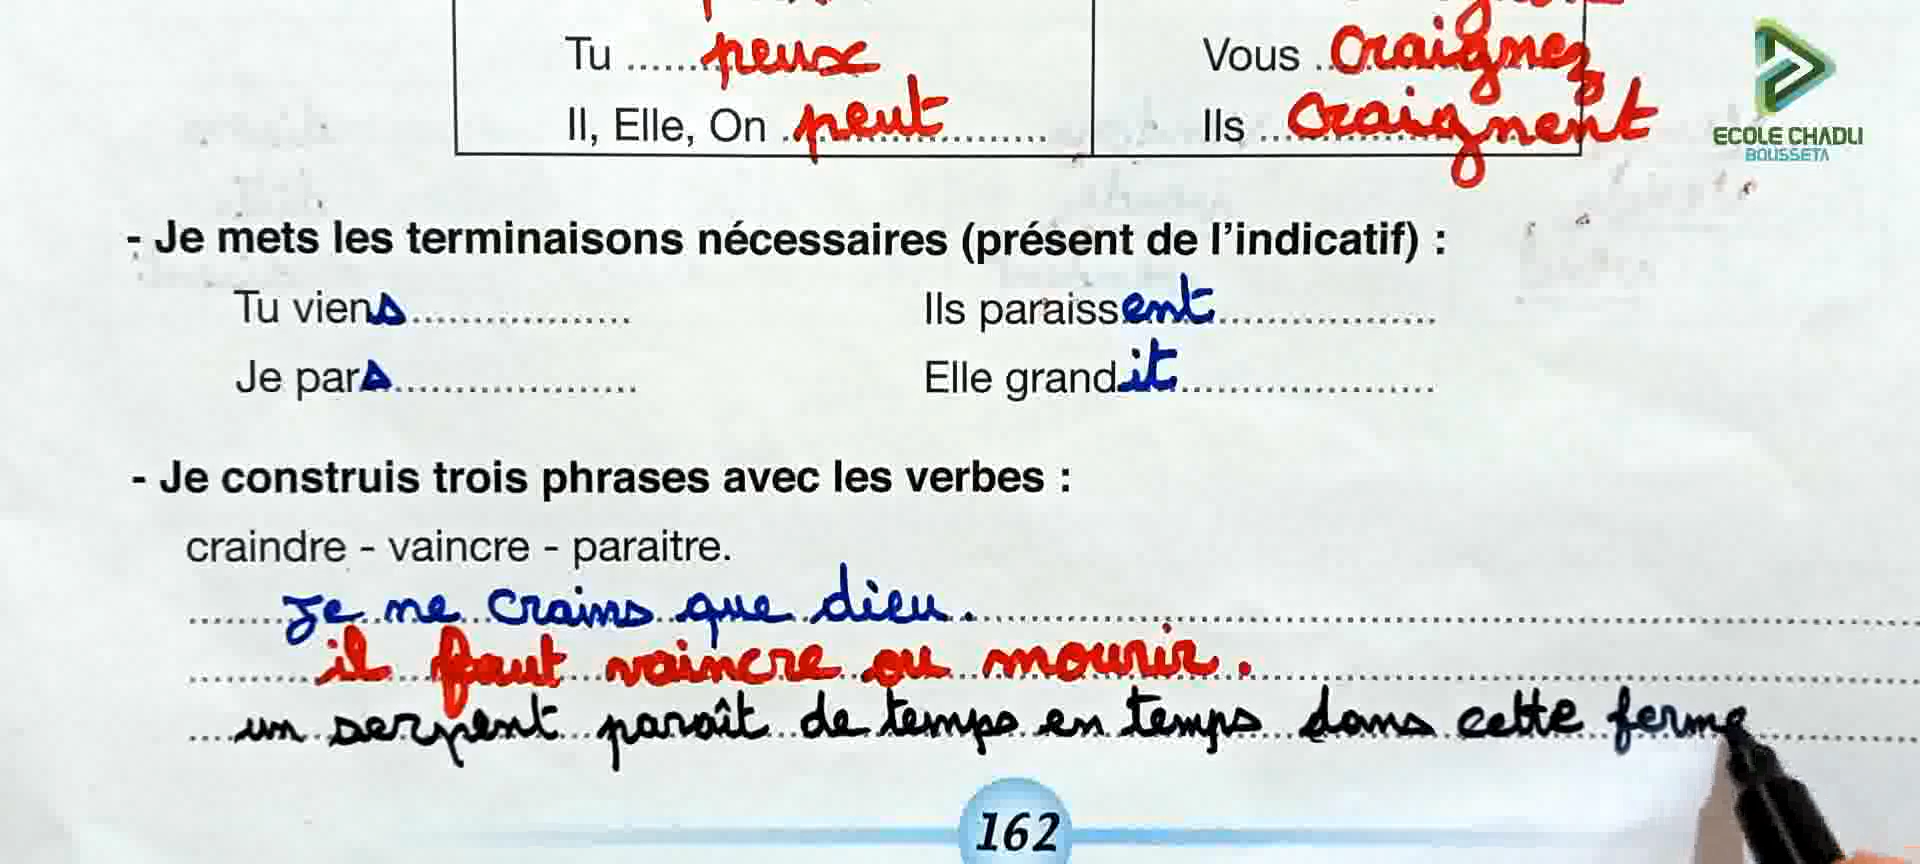 Tu ......peux
Vous ..craignez
Il, Elle, On ..peut..................
Ils ...craignent
ECOLE CHADLI
BOUSSETA
- Je mets les terminaisons nécessaires (présent de l'indicatif) :
Tu viens..................
Ils paraissent..................
Je pars....................
Elle grandit.....................
- Je construis trois phrases avec les verbes :
craindre - vaincre - paraitre.
Je ne crains que dieu.
il faut vaincre ou mourir.
un serpent paraît de temps en temps dans cette ferme
162